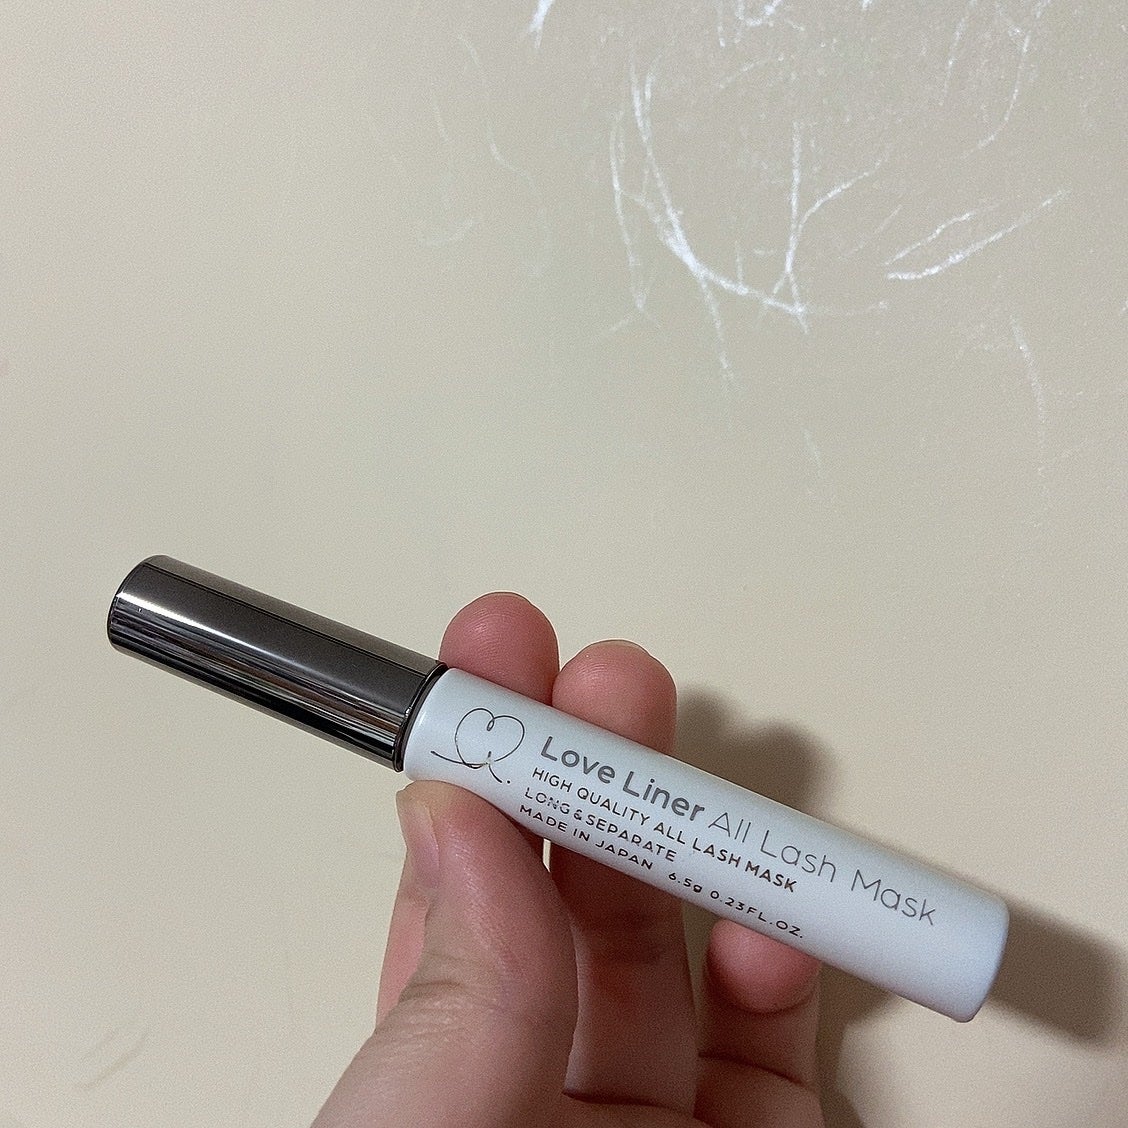 Love Liner All Lash Mask
HIGH QUALITY ALL LASH MASK
LONG & SEPARATE
MADE IN JAPAN 6.5g 0.23FL.OZ.